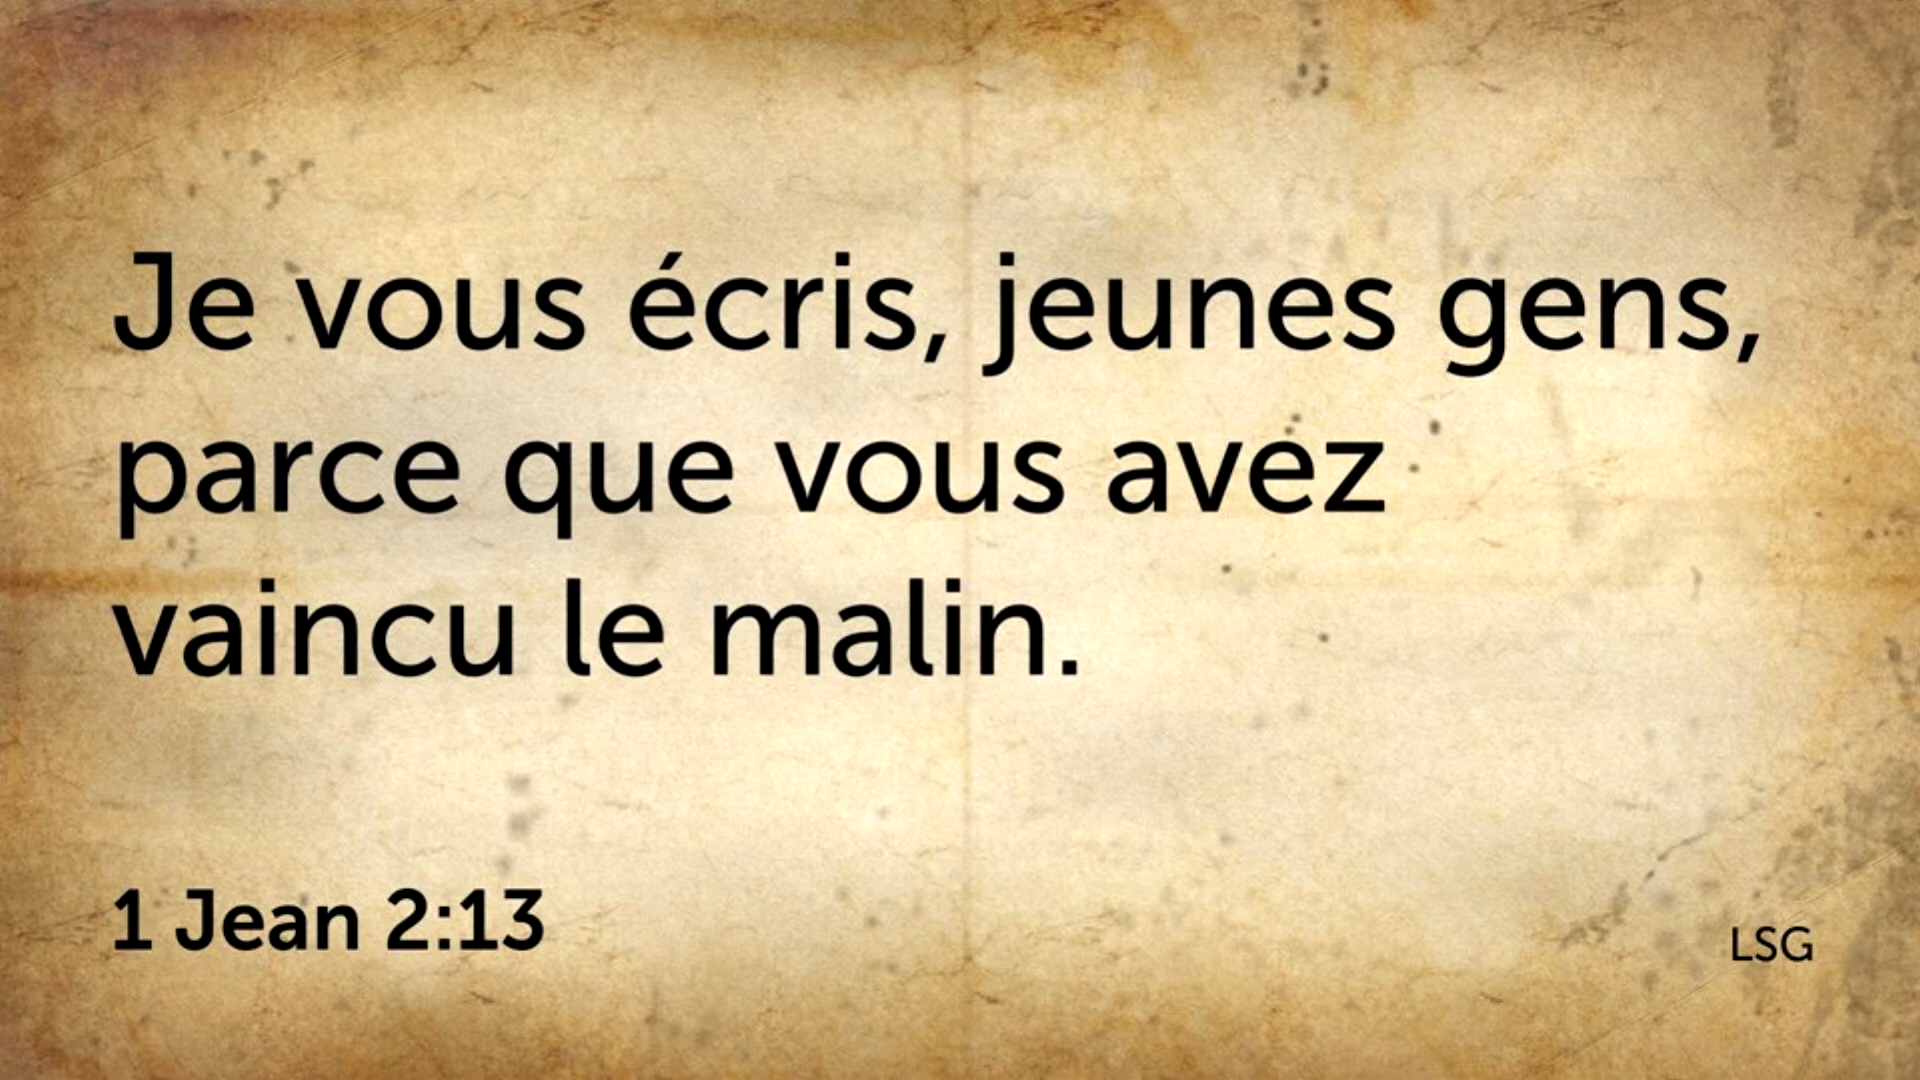 Je vous écris, jeunes gens,
parce que vous avez
vaincu le malin.
1 Jean 2:13
LSG